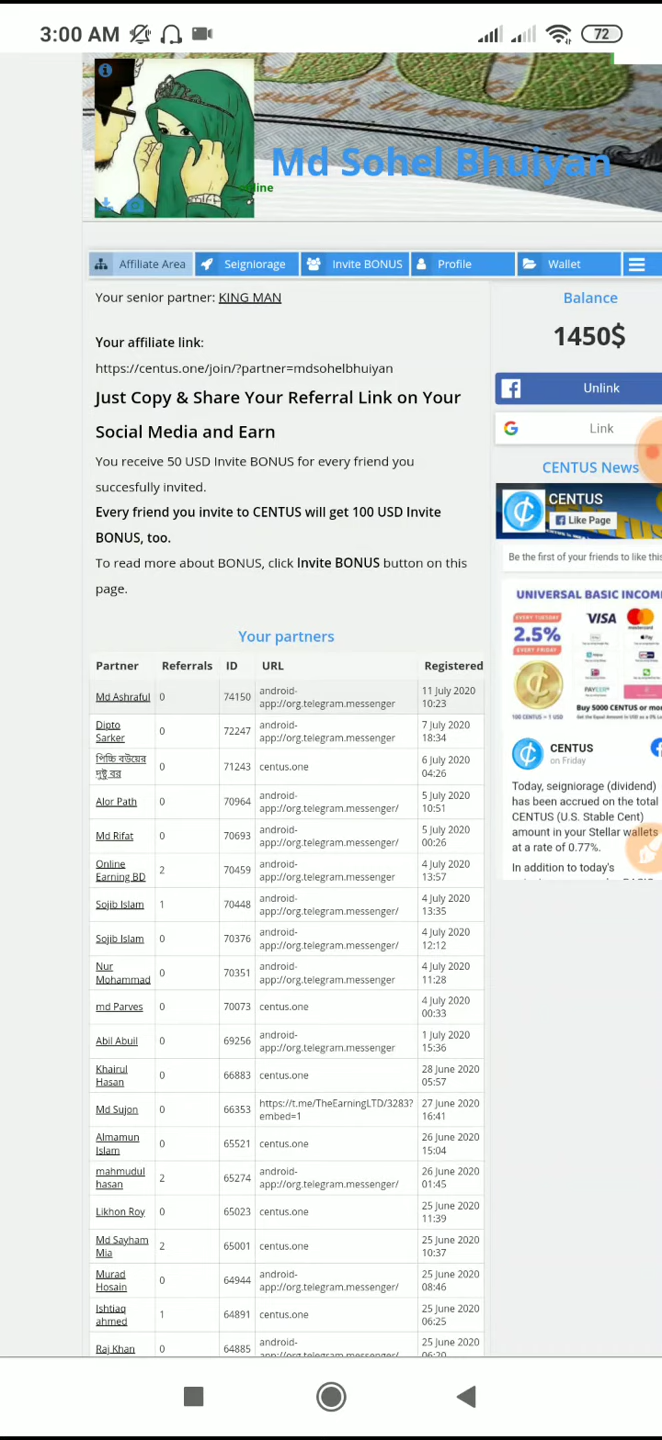 3:00 AM
72
Md Sohel Bhuiyan
Affiliate Area
Seigniorage
Invite BONUS
Profile
Wallet
Your senior partner: KING MAN
Your affiliate link:
https://centus.one/join/?partner=mdsohelbhuiyan
Just Copy & Share Your Referral Link on Your
Social Media and Earn
You receive 50 USD Invite BONUS for every friend you
succesfully invited.
Every friend you invite to CENTUS will get 100 USD Invite
BONUS, too.
To read more about BONUS, click Invite BONUS button on this
page.
Balance
1450$
Unlink
Link
CENTUS News
CENTUS
Like Page
Be the first of your friends to like this
UNIVERSAL BASIC INCOM
EVERY TUESDAY
2.5%
EVERY FRIDAY
VISA
mastercard
100 CENTUS = 1 USD
Buy 5000 CENTUS or mo
CENTUS
on Friday
Today, seigniorage (dividend)
has been accrued on the total
CENTUS (U.S. Stable Cent)
amount in your Stellar wallets
at a rate of 0.77%.
In addition to today's
Your partners
Partner Referrals ID URL Registered
Md Ashraful 0 74150 android-app://org.telegram.messenger 11 July 2020 10:23
Dipto Sarker 0 72247 android-app://org.telegram.messenger 7 July 2020 18:34
পিচ্চি বউয়ের দুষ্টু বর 0 71243 centus.one 6 July 2020 04:26
Alor Path 0 70964 android-app://org.telegram.messenger/ 5 July 2020 10:51
Md Rifat 0 70693 android-app://org.telegram.messenger/ 5 July 2020 00:26
Online Earning BD 2 70459 android-app://org.telegram.messenger 4 July 2020 13:57
Sojib Islam 1 70448 android-app://org.telegram.messenger/ 4 July 2020 13:35
Sojib Islam 0 70376 android-app://org.telegram.messenger/ 4 July 2020 12:12
Nur Mohammad 0 70351 android-app://org.telegram.messenger 4 July 2020 11:28
md Parves 0 70073 centus.one 4 July 2020 00:33
Abil Abuil 0 69256 android-app://org.telegram.messenger 1 July 2020 15:36
Khairul Hasan 0 66883 centus.one 28 June 2020 05:57
Md Sujon 0 66353 https://t.me/TheEarningLTD/3283?embed=1 27 June 2020 16:41
Almamun Islam 0 65521 centus.one 26 June 2020 15:04
mahmudul hasan 2 65274 android-app://org.telegram.messenger/ 26 June 2020 01:45
Likhon Roy 0 65023 centus.one 25 June 2020 11:39
Md Sayham Mia 2 65001 centus.one 25 June 2020 10:37
Murad Hosain 0 64944 android-app://org.telegram.messenger/ 25 June 2020 08:46
Ishtiaq ahmed 1 64891 centus.one 25 June 2020 06:25
Raj Khan 0 64885 android-app://org.telegram.messenger/ 25 June 2020